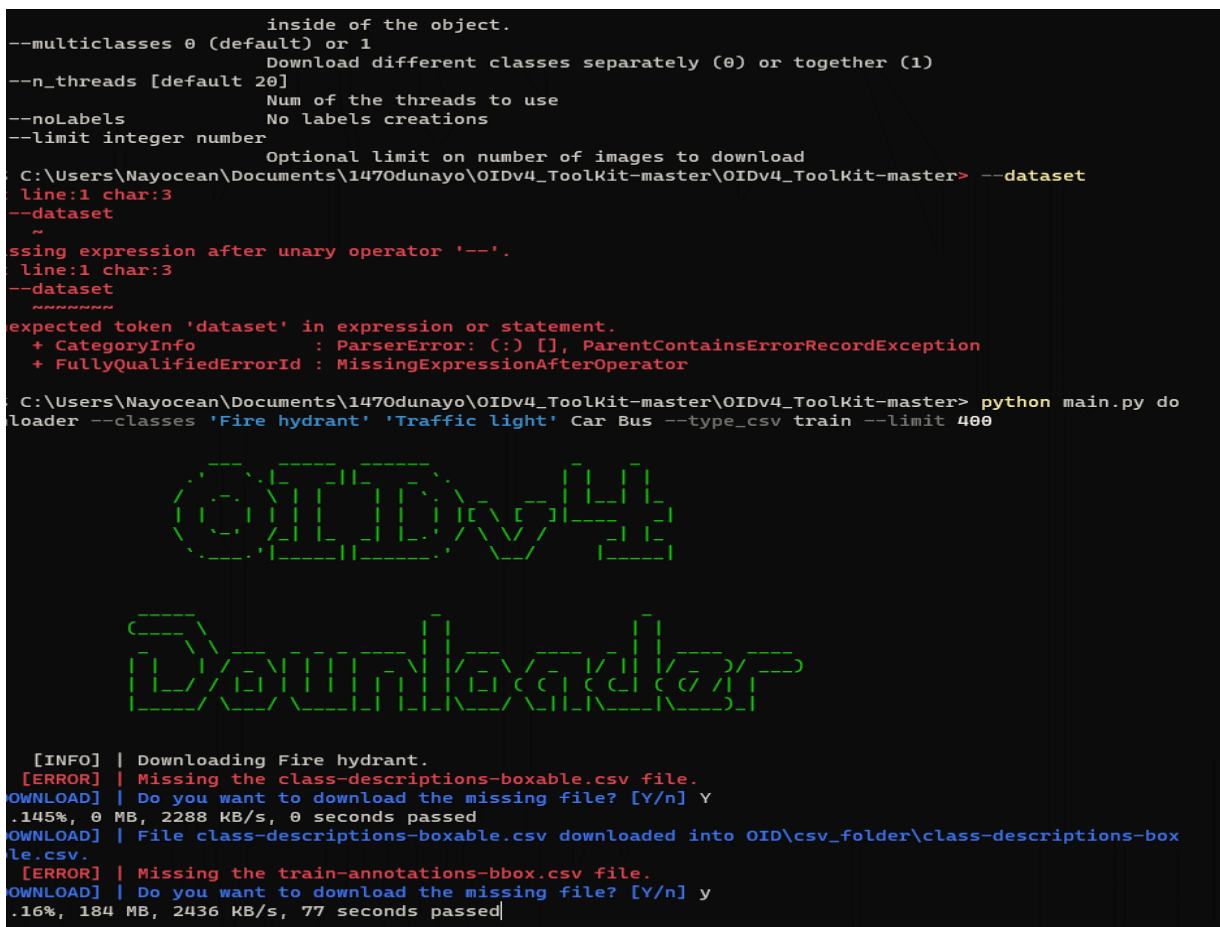 inside of the object.
--multiclasses 0 (default) or 1
Download different classes separately (0) or together (1)
--n_threads [default 20]
Num of the threads to use
--noLabels No labels creations
--limit integer number
Optional limit on number of images to download
C:\Users\Nayocean\Documents\147Odunayo\OIDv4_ToolKit-master\OIDv4_ToolKit-master> --dataset
line:1 char:3
--dataset
~
ssing expression after unary operator '--'.
line:1 char:3
--dataset
~~~~~~~
expected token 'dataset' in expression or statement.
+ CategoryInfo : ParserError: (:) [], ParentContainsErrorRecordException
+ FullyQualifiedErrorId : MissingExpressionAfterOperator
C:\Users\Nayocean\Documents\147Odunayo\OIDv4_ToolKit-master\OIDv4_ToolKit-master> python main.py do
loader --classes 'Fire hydrant' 'Traffic light' Car Bus --type_csv train --limit 400
OIDv4
Downloader
[INFO] | Downloading Fire hydrant.
[ERROR] | Missing the class-descriptions-boxable.csv file.
OWNLOAD] | Do you want to download the missing file? [Y/n] Y
.145%, 0 MB, 2288 KB/s, 0 seconds passed
OWNLOAD] | File class-descriptions-boxable.csv downloaded into OID\csv_folder\class-descriptions-box
le.csv.
[ERROR] | Missing the train-annotations-bbox.csv file.
OWNLOAD] | Do you want to download the missing file? [Y/n] y
.16%, 184 MB, 2436 KB/s, 77 seconds passed